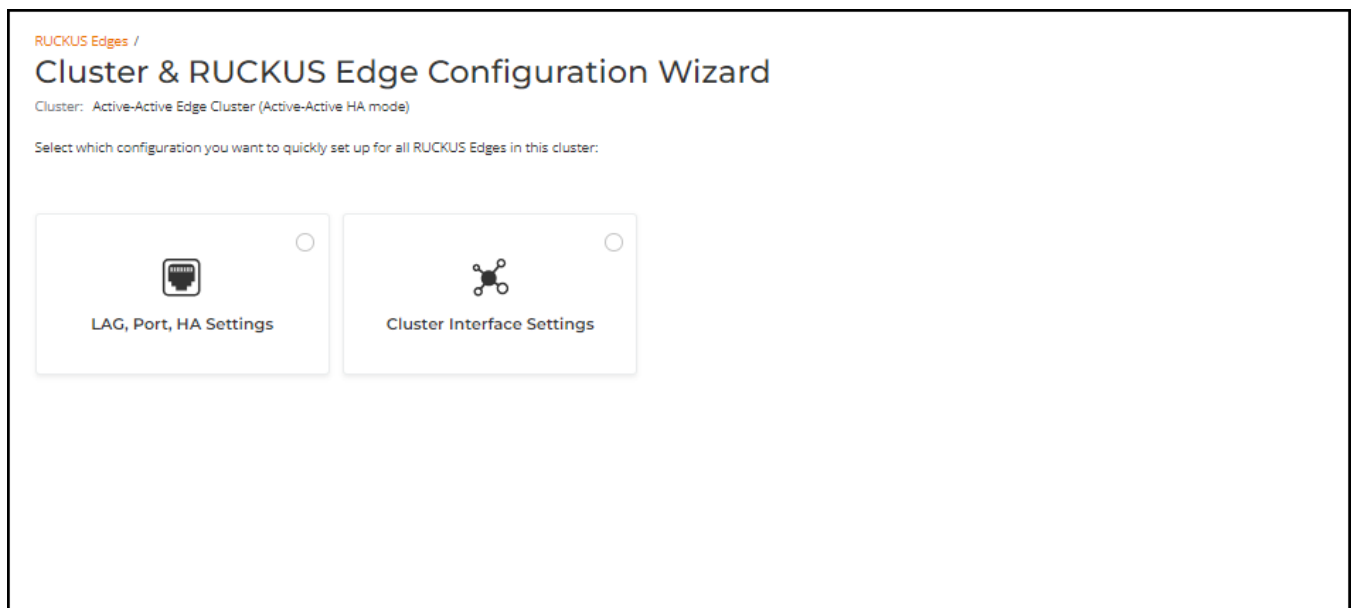 RUCKUS Edges /
Cluster & RUCKUS Edge Configuration Wizard
Cluster: Active-Active Edge Cluster (Active-Active HA mode)
Select which configuration you want to quickly set up for all RUCKUS Edges in this cluster:
LAG, Port, HA Settings
Cluster Interface Settings